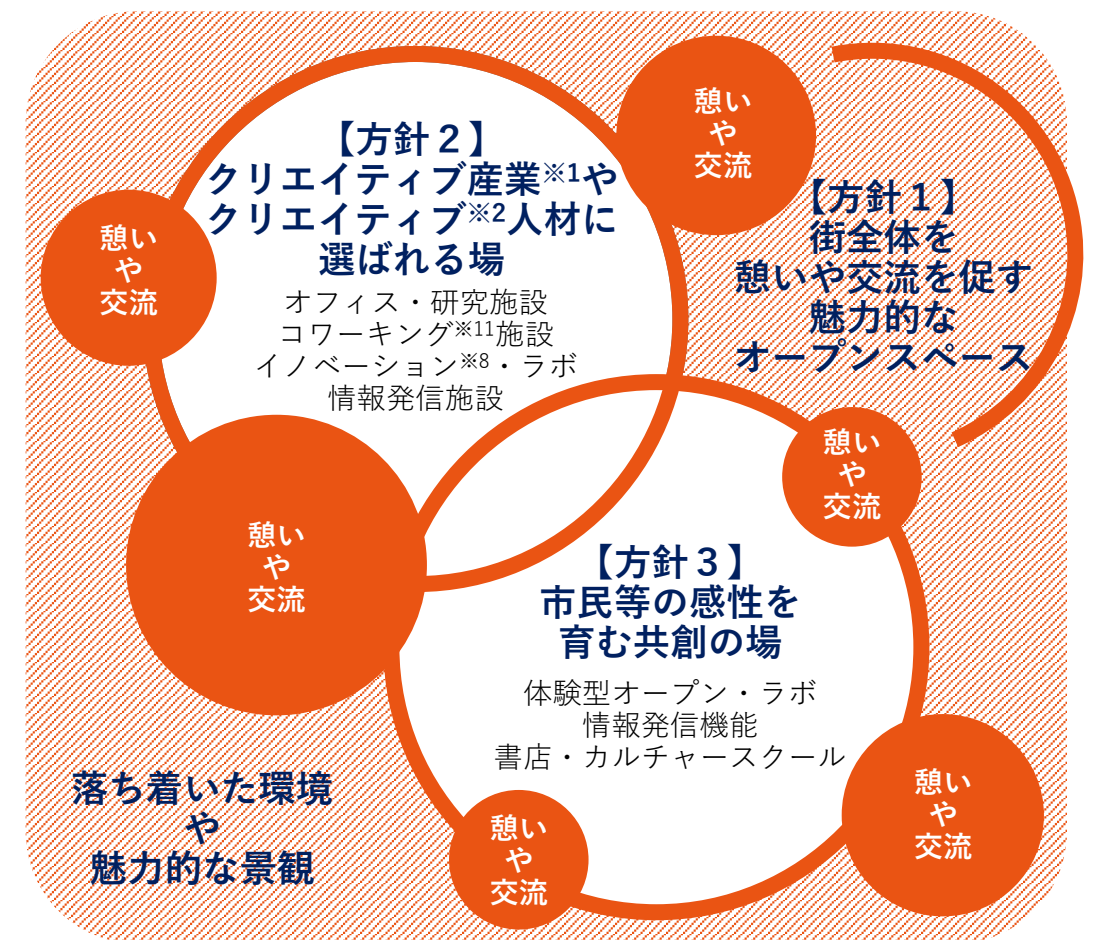 憩い
や
交流
【方針１】
街全体を
憩いや交流を促す
魅力的な
オープンスペース
【方針２】
クリエイティブ産業※1や
クリエイティブ※2人材に
選ばれる場
オフィス・研究施設
コワーキング※11施設
イノベーション※8・ラボ
情報発信施設
憩い
や
交流
憩い
や
交流
憩い
や
交流
【方針３】
市民等の感性を
育む共創の場
体験型オープン・ラボ
情報発信機能
書店・カルチャースクール
落ち着いた環境
や
魅力的な景観
憩い
や
交流
憩い
や
交流